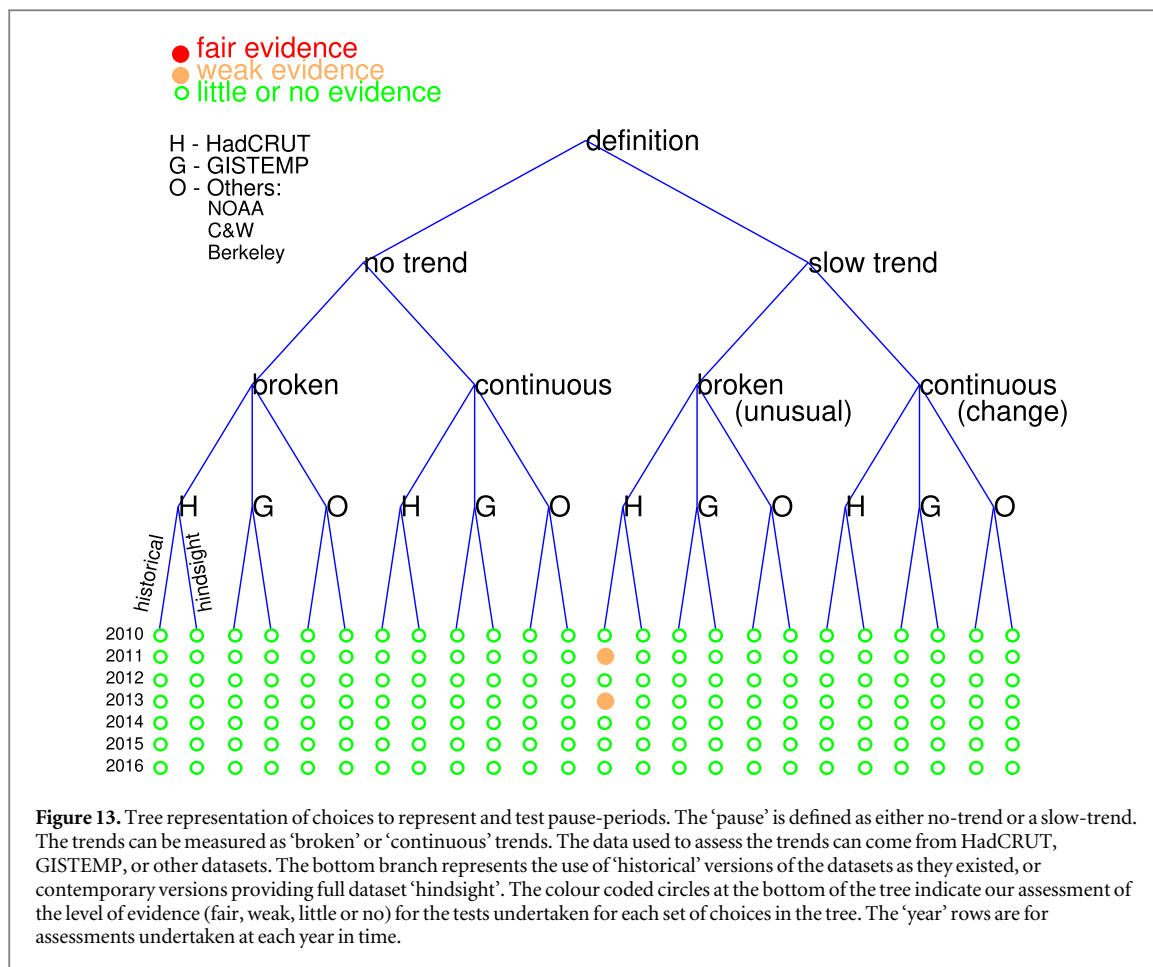 fair evidence
weak evidence
little or no evidence
H - HadCRUT
G - GISTEMP
O - Others:
NOAA
C&W
Berkeley
definition
no trend
slow trend
broken
continuous
broken
(unusual)
continuous
(change)
H G O H G O H G O H G O
historical
hindsight
2010
2011
2012
2013
2014
2015
2016
Figure 13. Tree representation of choices to represent and test pause-periods. The ‘pause’ is defined as either no-trend or a slow-trend.
The trends can be measured as ‘broken’ or ‘continuous’ trends. The data used to assess the trends can come from HadCRUT,
GISTEMP, or other datasets. The bottom branch represents the use of ‘historical’ versions of the datasets as they existed, or
contemporary versions providing full dataset ‘hindsight’. The colour coded circles at the bottom of the tree indicate our assessment of
the level of evidence (fair, weak, little or no) for the tests undertaken for each set of choices in the tree. The ‘year’ rows are for
assessments undertaken at each year in time.